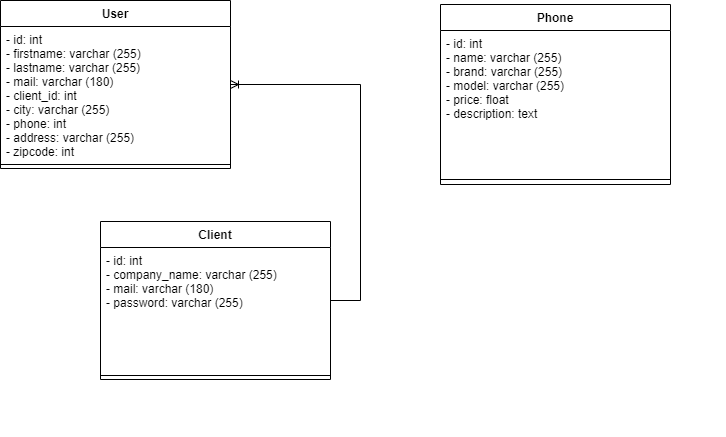 User
- id: int
- firstname: varchar (255)
- lastname: varchar (255)
- mail: varchar (180)
- client_id: int
- city: varchar (255)
- phone: int
- address: varchar (255)
- zipcode: int
Phone
- id: int
- name: varchar (255)
- brand: varchar (255)
- model: varchar (255)
- price: float
- description: text
Client
- id: int
- company_name: varchar (255)
- mail: varchar (180)
- password: varchar (255)